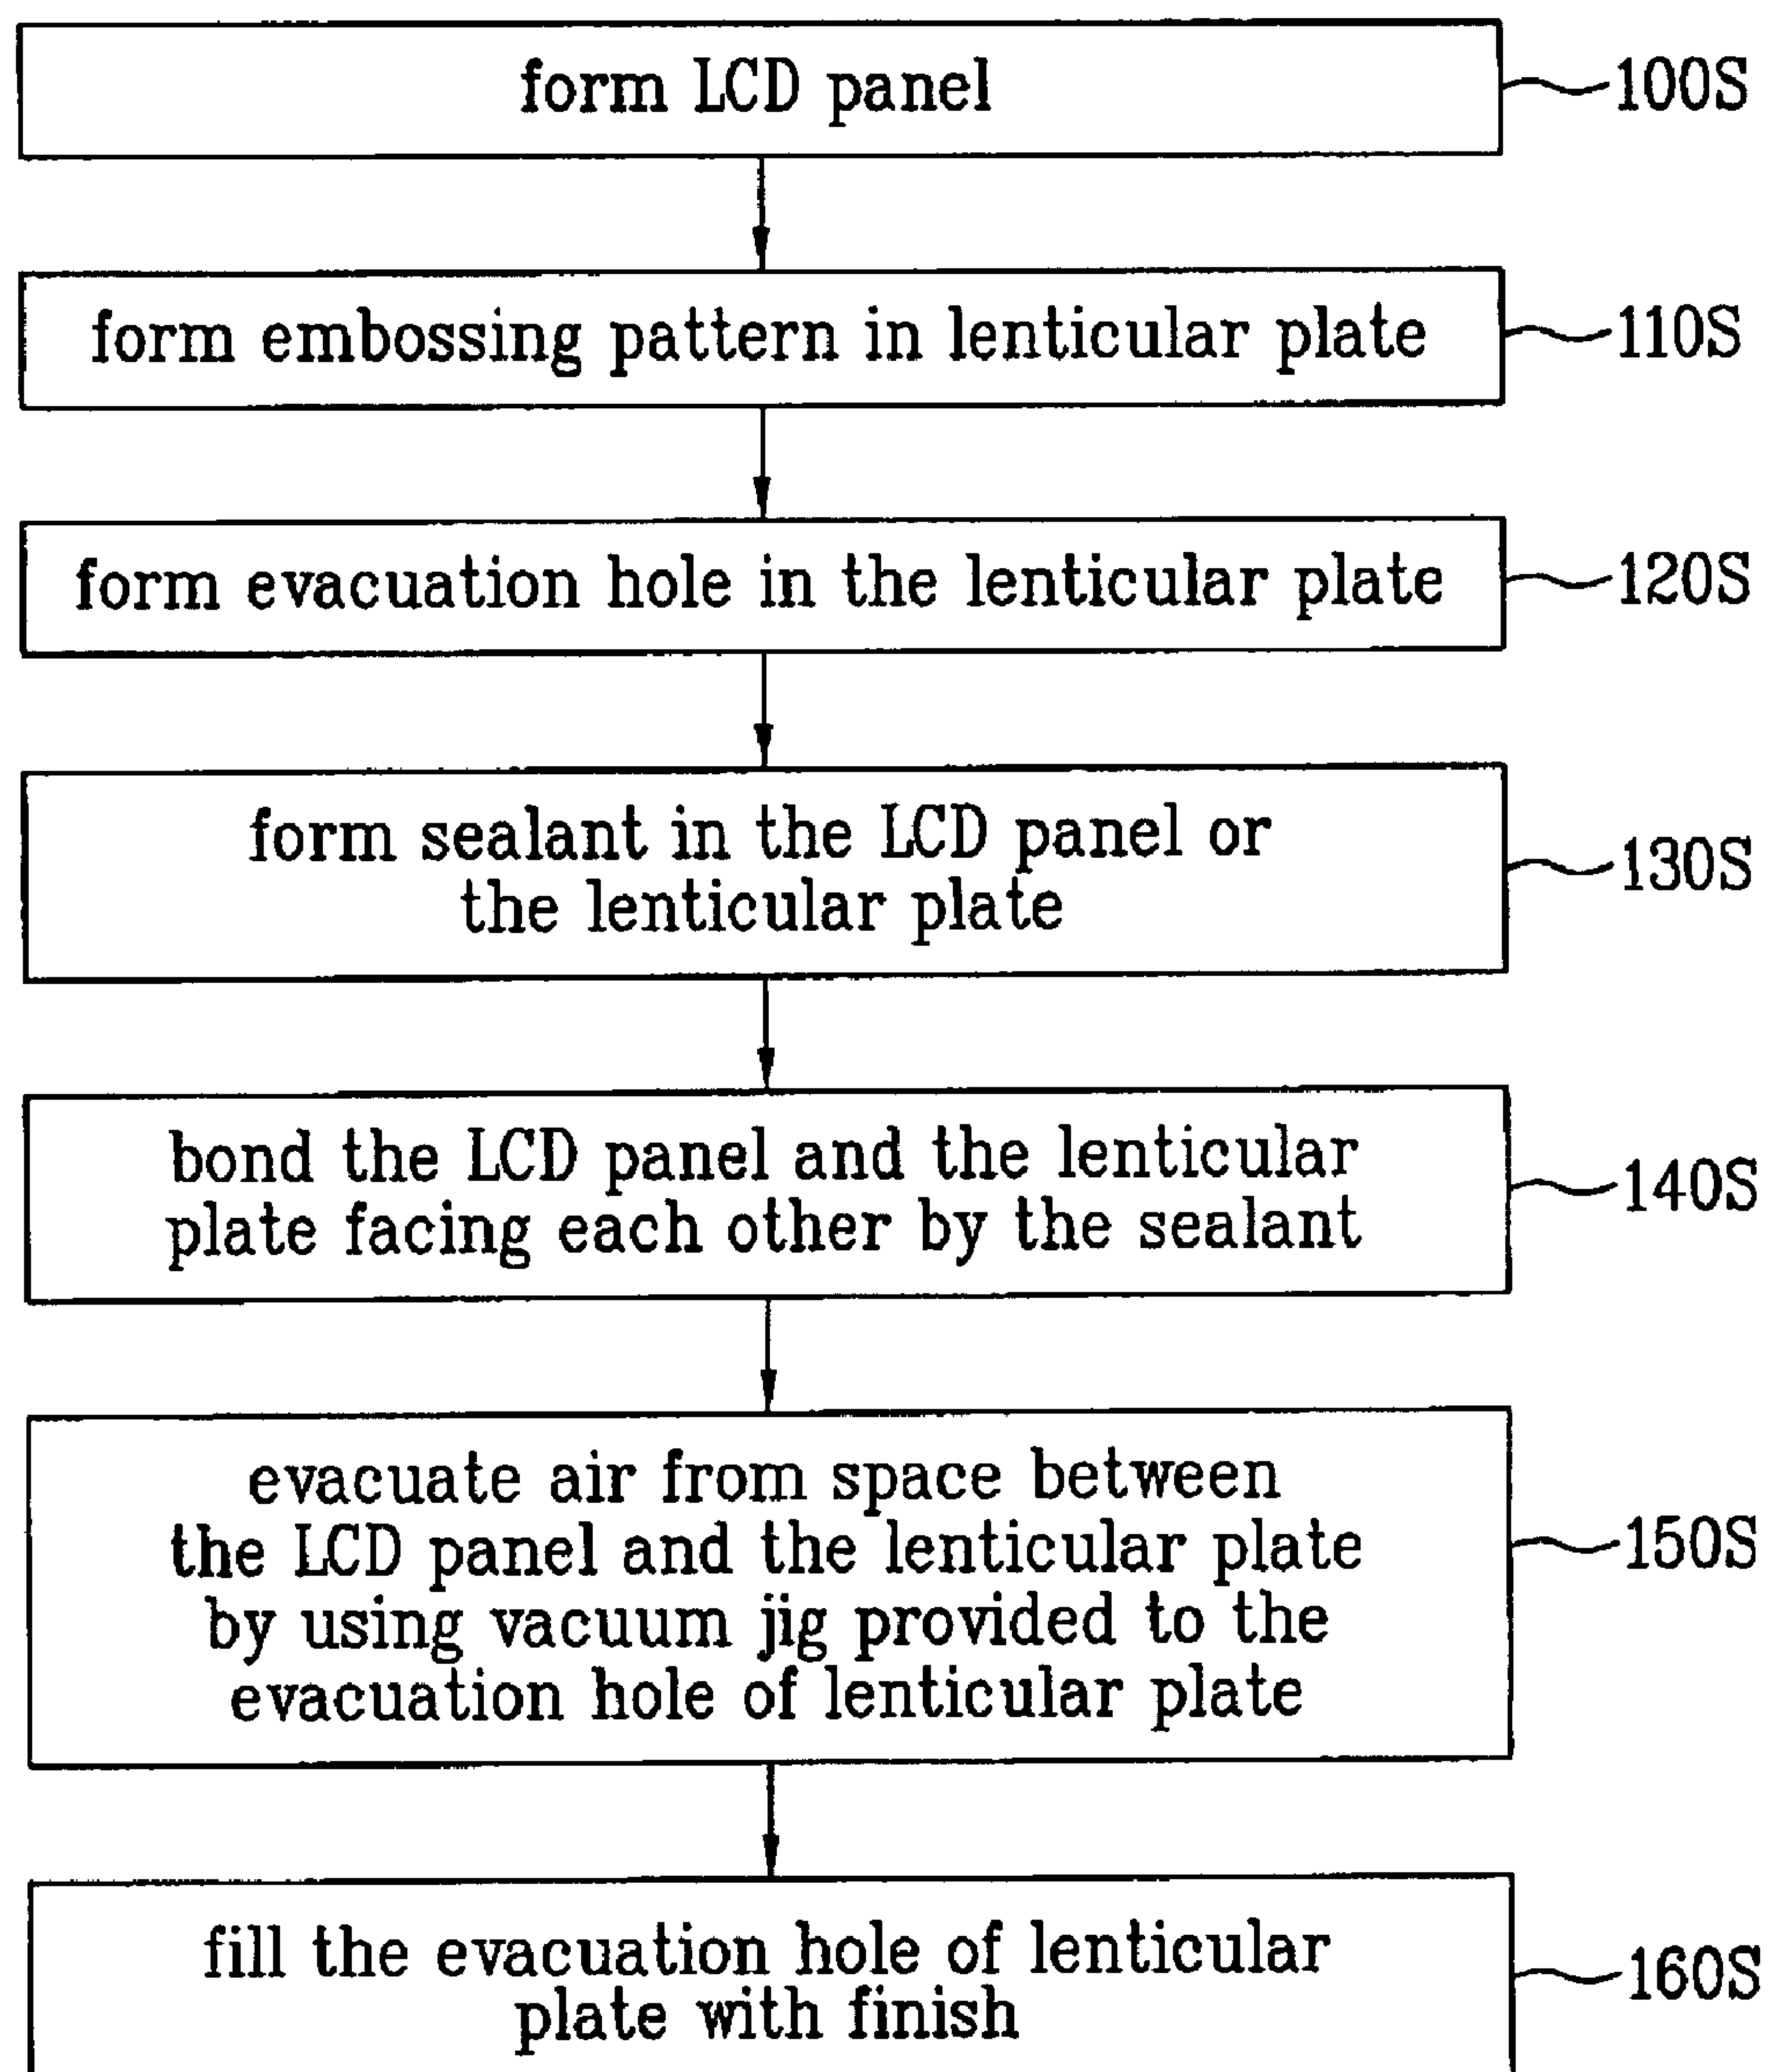 form LCD panel
100S
form embossing pattern in lenticular plate
110S
form evacuation hole in the lenticular plate
120S
form sealant in the LCD panel or
the lenticular plate
130S
bond the LCD panel and the lenticular
plate facing each other by the sealant
140S
evacuate air from space between
the LCD panel and the lenticular plate
by using vacuum jig provided to the
evacuation hole of lenticular plate
150S
fill the evacuation hole of lenticular
plate with finish
160S